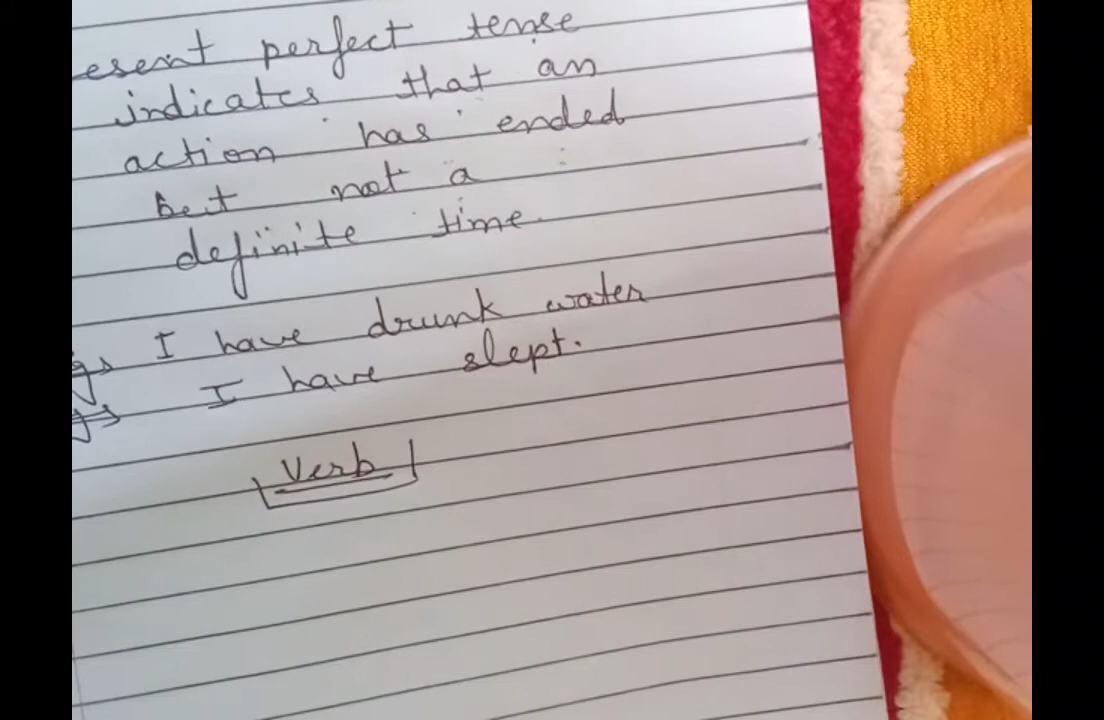 esent perfect tense
indicates that an
action has ended
but not a
definite time.
I have drunk water
I have slept.
Verb